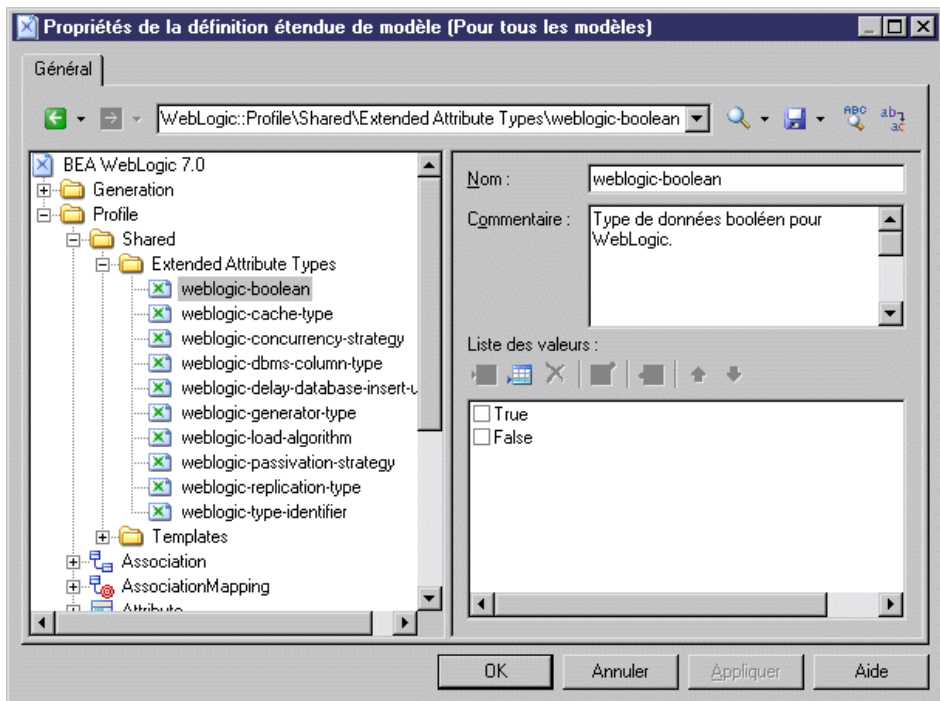 Propriétés de la définition étendue de modèle (Pour tous les modèles)
Général
WebLogic::Profile\Shared\Extended Attribute Types\weblogic-boolean
BEA WebLogic 7.0
Generation
Profile
Shared
Extended Attribute Types
weblogic-boolean
weblogic-cache-type
weblogic-concurrency-strategy
weblogic-dbms-column-type
weblogic-delay-database-insert-u
weblogic-generator-type
weblogic-load-algorithm
weblogic-passivation-strategy
weblogic-replication-type
weblogic-type-identifier
Templates
Association
AssociationMapping
Attribute
Nom :
weblogic-boolean
Commentaire :
Type de données booléen pour
WebLogic.
Liste des valeurs :
True
False
OK
Annuler
Appliquer
Aide